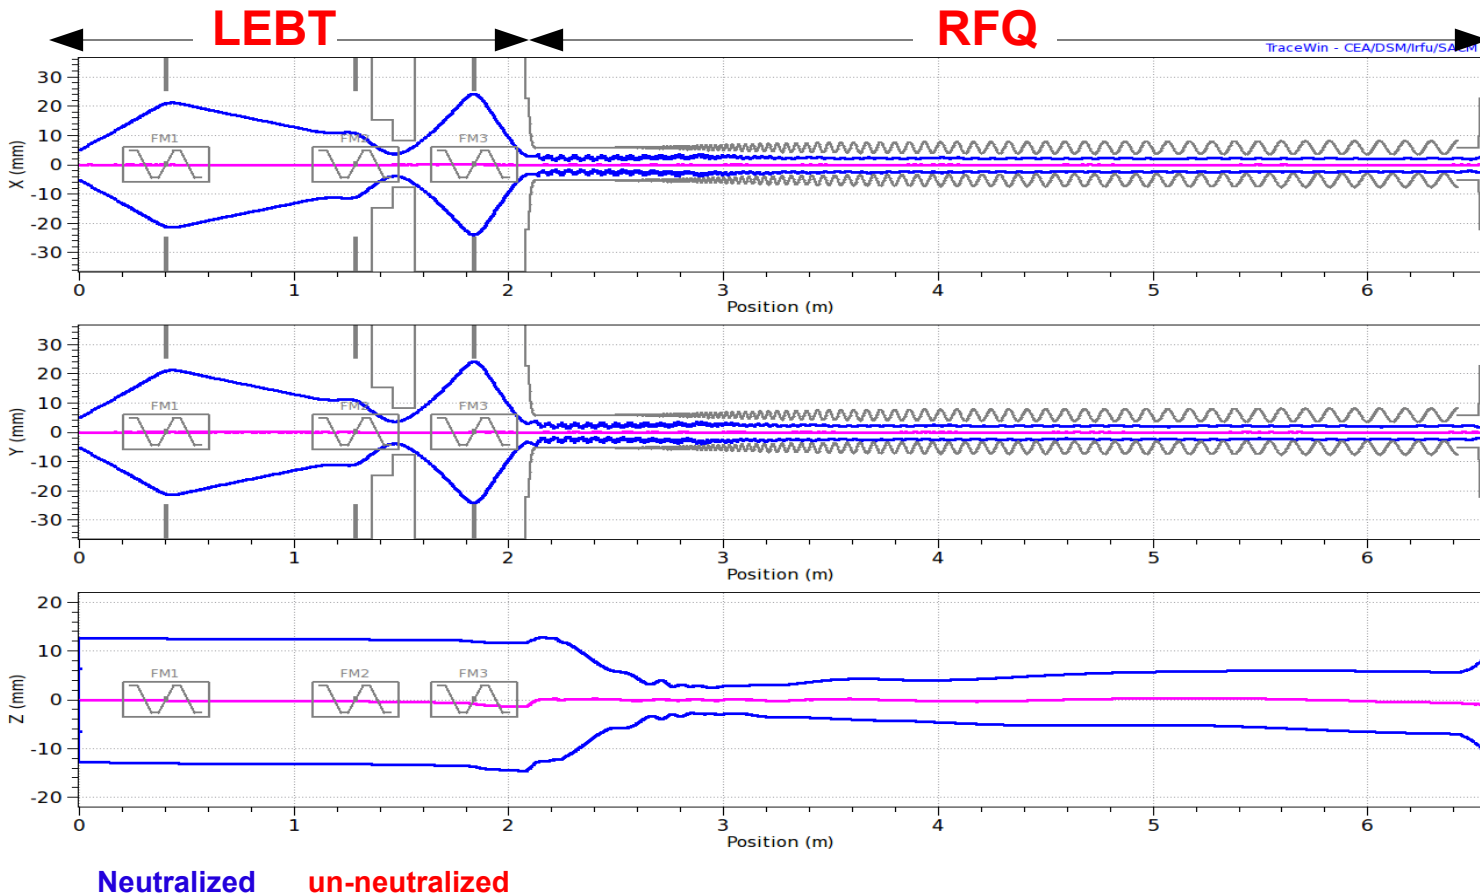 LEBT RFQ
TraceWin - CEA/DSM/Irfu/SACM
X (mm)
30
20
10
0
-10
-20
-30
FM1 FM2 FM3
0 1 2 3 4 5 6
Position (m)
Y (mm)
30
20
10
0
-10
-20
-30
FM1 FM2 FM3
0 1 2 3 4 5 6
Position (m)
Z (mm)
20
10
0
-10
-20
FM1 FM2 FM3
0 1 2 3 4 5 6
Position (m)
Neutralized un-neutralized